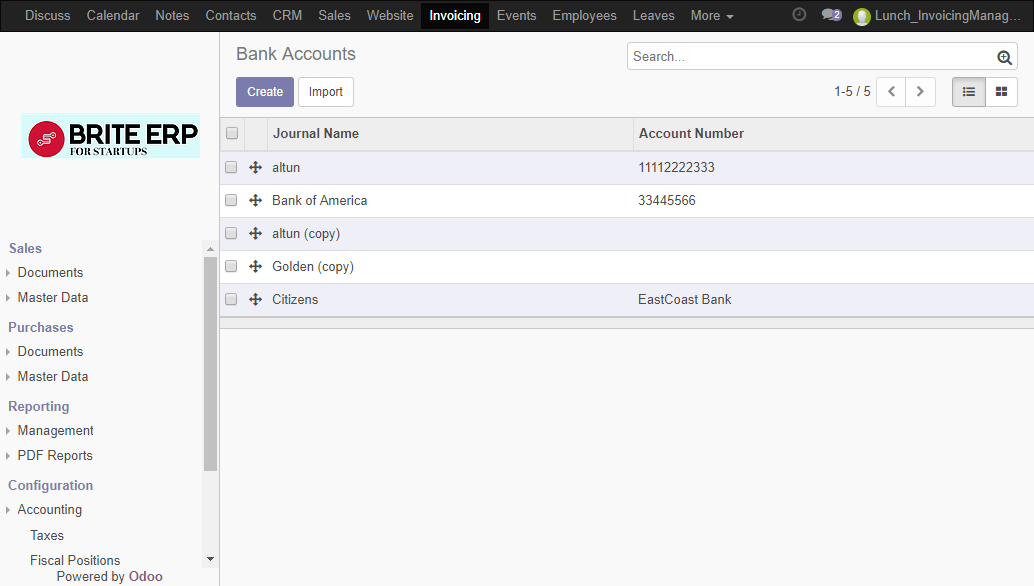 Discuss Calendar Notes Contacts CRM Sales Website Invoicing Events Employees Leaves More 2 Lunch_InvoicingManag...
Bank Accounts
Search...
Create Import
1-5 / 5
BRITE ERP
FOR STARTUPS
Journal Name Account Number
altun 11112222333
Bank of America 33445566
altun (copy)
Golden (copy)
Citizens EastCoast Bank
Sales
Documents
Master Data
Purchases
Documents
Master Data
Reporting
Management
PDF Reports
Configuration
Accounting
Taxes
Fiscal Positions
Powered by Odoo